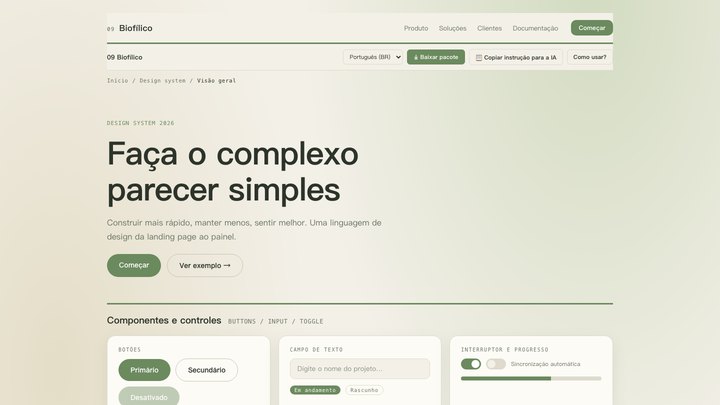 09 Biofílico
Produto Soluções Clientes Documentação Começar
09 Biofílico
Português (BR) Baixar pacote Copiar instrução para a IA Como usar?
Início / Design system / Visão geral
DESIGN SYSTEM 2026
Faça o complexo
parecer simples
Construir mais rápido, manter menos, sentir melhor. Uma linguagem de
design da landing page ao painel.
Começar Ver exemplo →
Componentes e controles BUTTONS / INPUT / TOGGLE
BOTÕES
Primário Secundário
Desativado
CAMPO DE TEXTO
Digite o nome do projeto...
Em andamento Rascunho
INTERRUPTOR E PROGRESSO
Sincronização automática